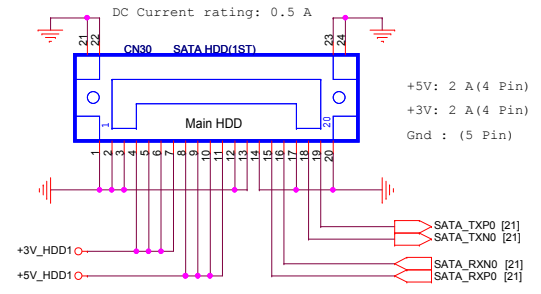 DC Current rating: 0.5 A
21
22
23
24
CN30 SATA HDD(1ST)
+5V: 2 A(4 Pin)
+3V: 2 A(4 Pin)
Gnd : (5 Pin)
1
20
Main HDD
1
2
3
4
5
6
7
8
9
10
11
12
13
14
15
16
17
18
19
20
SATA_TXP0 [21]
SATA_TXN0 [21]
+3V_HDD1
SATA_RXN0 [21]
+5V_HDD1
SATA_RXP0 [21]